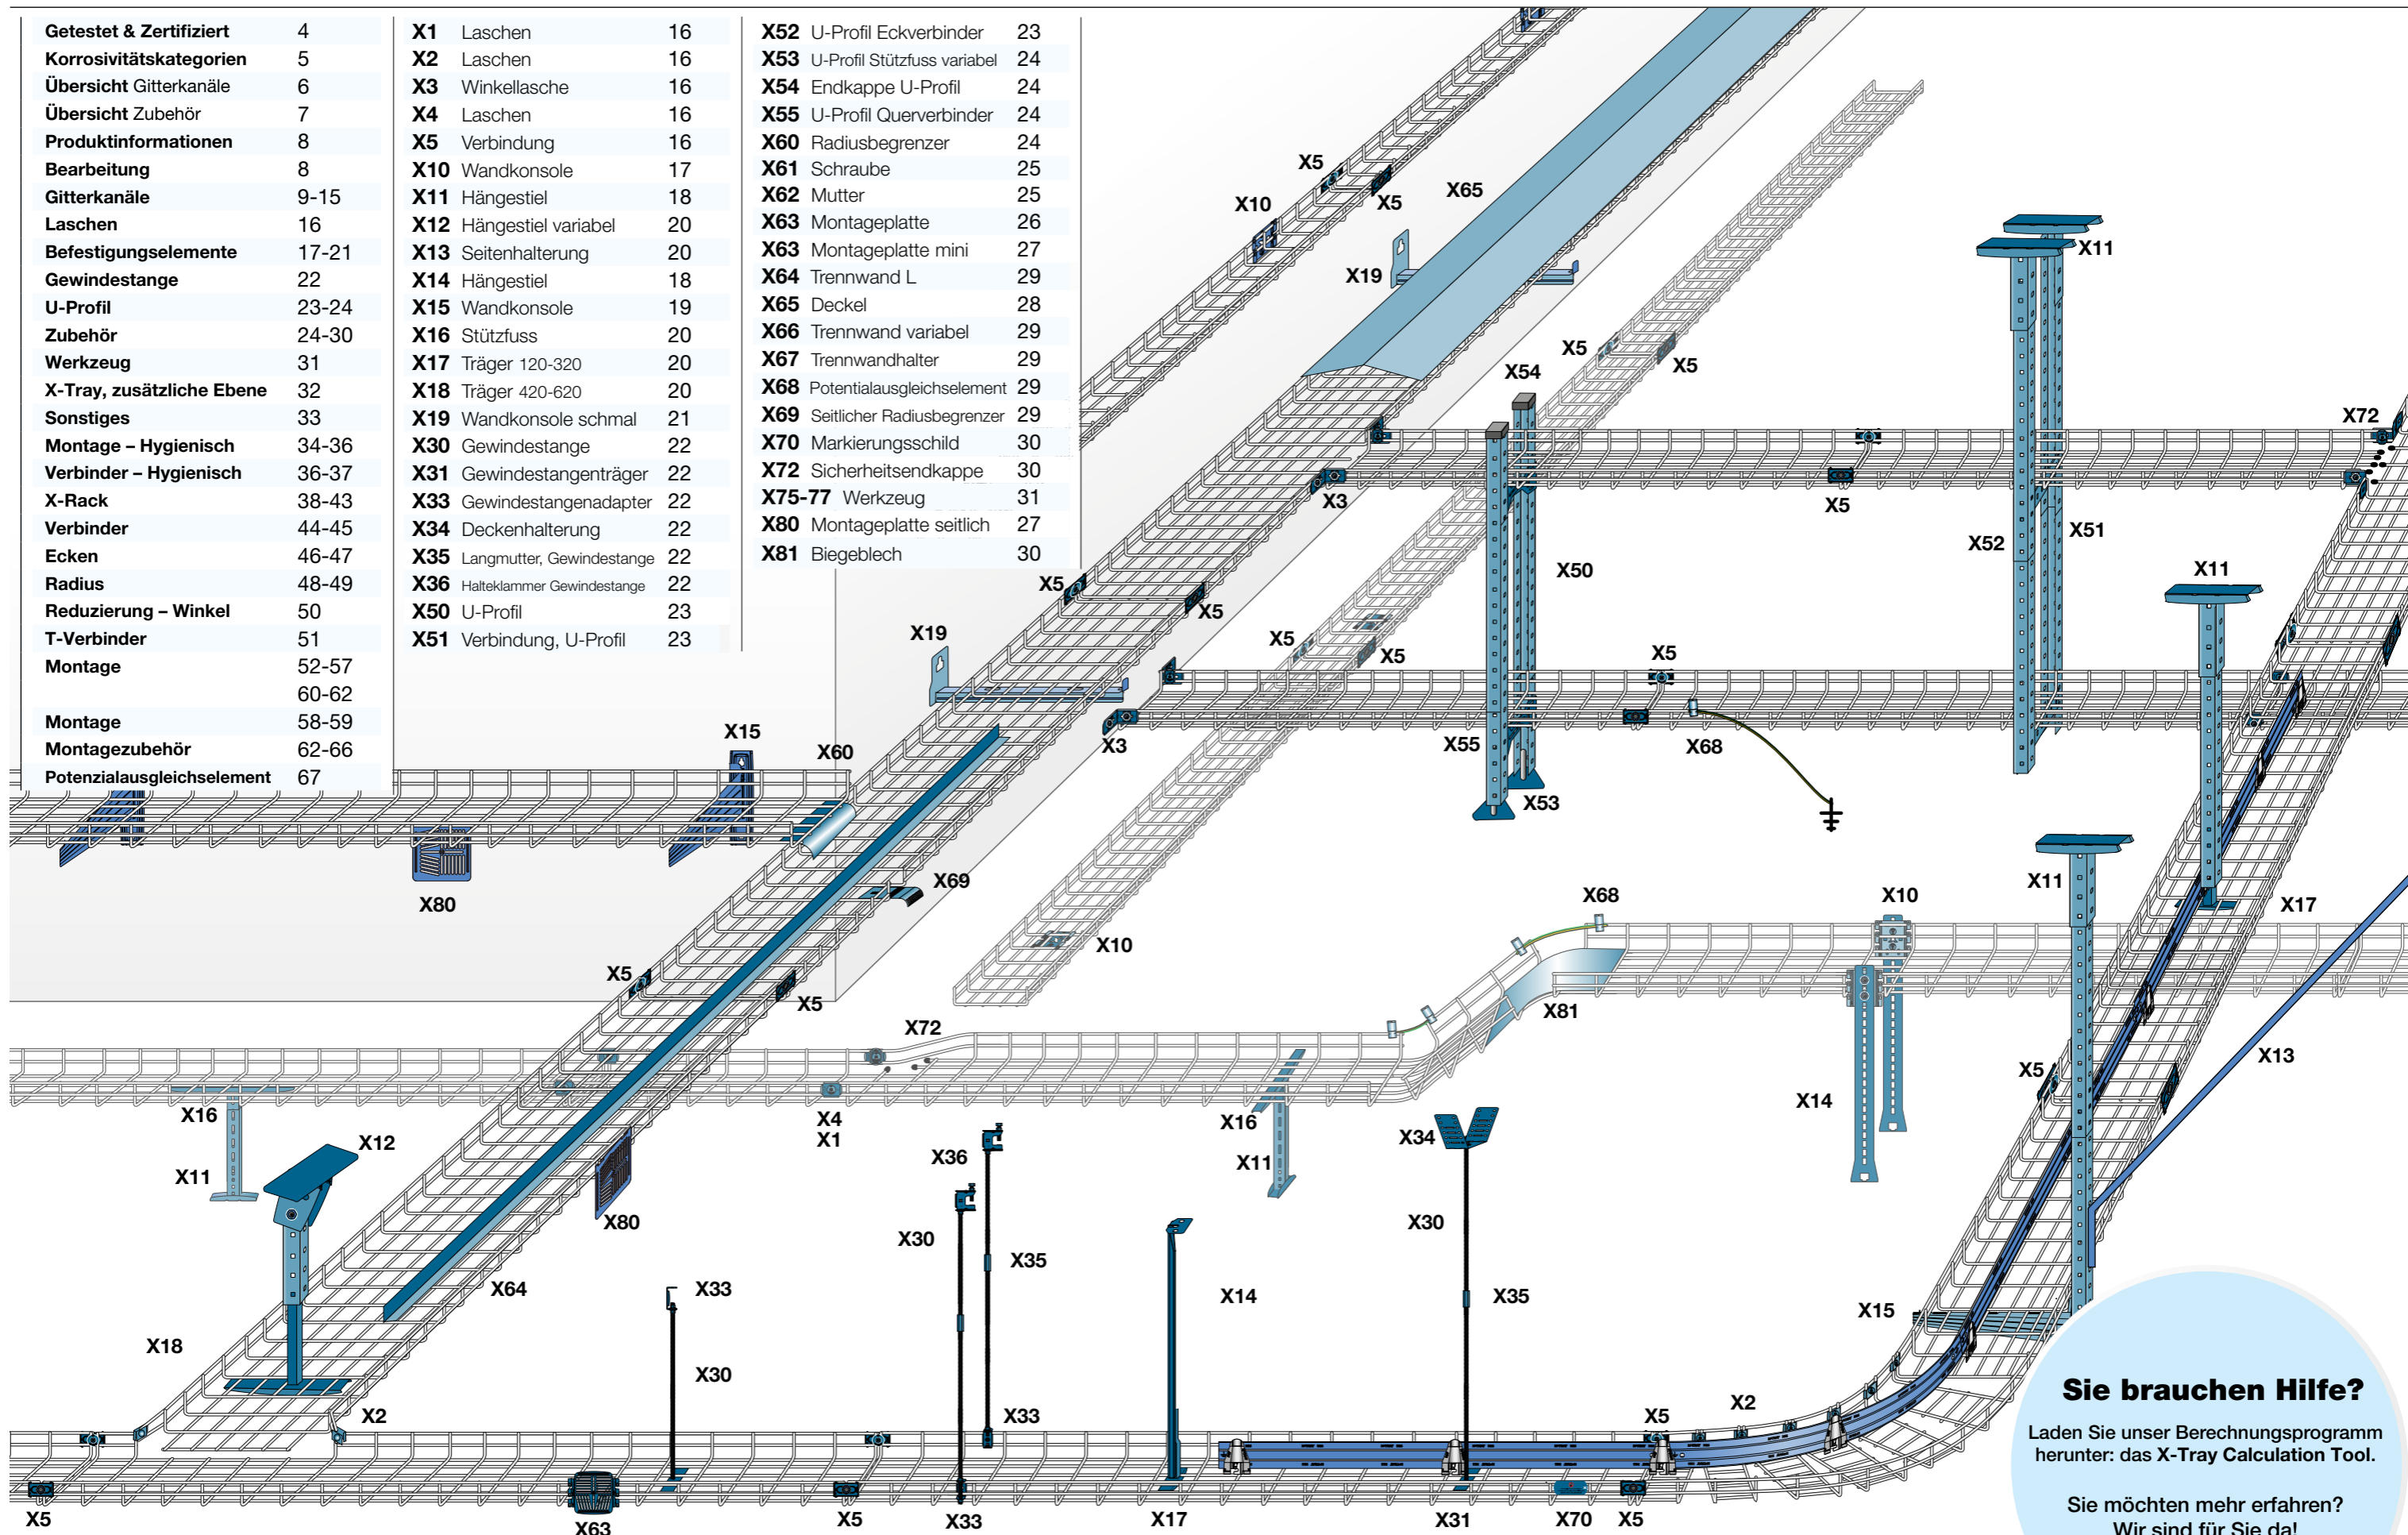 Getestet & Zertifiziert 4
Korrosivitätskategorien 5
Übersicht Gitterkanäle 6
Übersicht Zubehör 7
Produktinformationen 8
Bearbeitung 8
Gitterkanäle 9-15
Laschen 16
Befestigungselemente 17-21
Gewindestange 22
U-Profil 23-24
Zubehör 24-30
Werkzeug 31
X-Tray, zusätzliche Ebene 32
Sonstiges 33
Montage – Hygienisch 34-36
Verbinder – Hygienisch 36-37
X-Rack 38-43
Verbinder 44-45
Ecken 46-47
Radius 48-49
Reduzierung – Winkel 50
T-Verbinder 51
Montage 52-57
60-62
Montage 58-59
Montagezubehör 62-66
Potenzialausgleichselement 67
X1 Laschen 16
X2 Laschen 16
X3 Winkellasche 16
X4 Laschen 16
X5 Verbindung 16
X10 Wandkonsole 17
X11 Hängestiel 18
X12 Hängestiel variabel 20
X13 Seitenhalterung 20
X14 Hängestiel 18
X15 Wandkonsole 19
X16 Stützfuss 20
X17 Träger 120-320 20
X18 Träger 420-620 20
X19 Wandkonsole schmal 21
X30 Gewindestange 22
X31 Gewindestangenträger 22
X33 Gewindestangenadapter 22
X34 Deckenhalterung 22
X35 Langmutter, Gewindestange 22
X36 Halteklammer Gewindestange 22
X50 U-Profil 23
X51 Verbindung, U-Profil 23
X52 U-Profil Eckverbinder 23
X53 U-Profil Stützfuss variabel 24
X54 Endkappe U-Profil 24
X55 U-Profil Querverbinder 24
X60 Radiusbegrenzer 24
X61 Schraube 25
X62 Mutter 25
X63 Montageplatte 26
X63 Montageplatte mini 27
X64 Trennwand L 29
X65 Deckel 28
X66 Trennwand variabel 29
X67 Trennwandhalter 29
X68 Potentialausgleichselement 29
X69 Seitlicher Radiusbegrenzer 29
X70 Markierungsschild 30
X72 Sicherheitsendkappe 30
X75-77 Werkzeug 31
X80 Montageplatte seitlich 27
X81 Biegeblech 30
X5
X5
X65
X10
X11
X19
X5
X5
X54
X72
X3
X5
X51
X52
X50
X11
X5
X5
X19
X5
X5
X5
X15
X60
X3
X55
X68
X53
X69
X80
X11
X68
X10
X17
X10
X5
X5
X81
X72
X13
X5
X16
X4
X1
X16
X14
X12
X11
X36
X11
X34
X80
X30
X30
X35
X64
X33
X14
X35
X15
X18
X30
X2
X33
X5
X2
X5
X63
X5
X33
X17
X31
X70
X5
Sie brauchen Hilfe?
Laden Sie unser Berechnungsprogramm
herunter: das X-Tray Calculation Tool.
Sie möchten mehr erfahren?
Wir sind für Sie da!